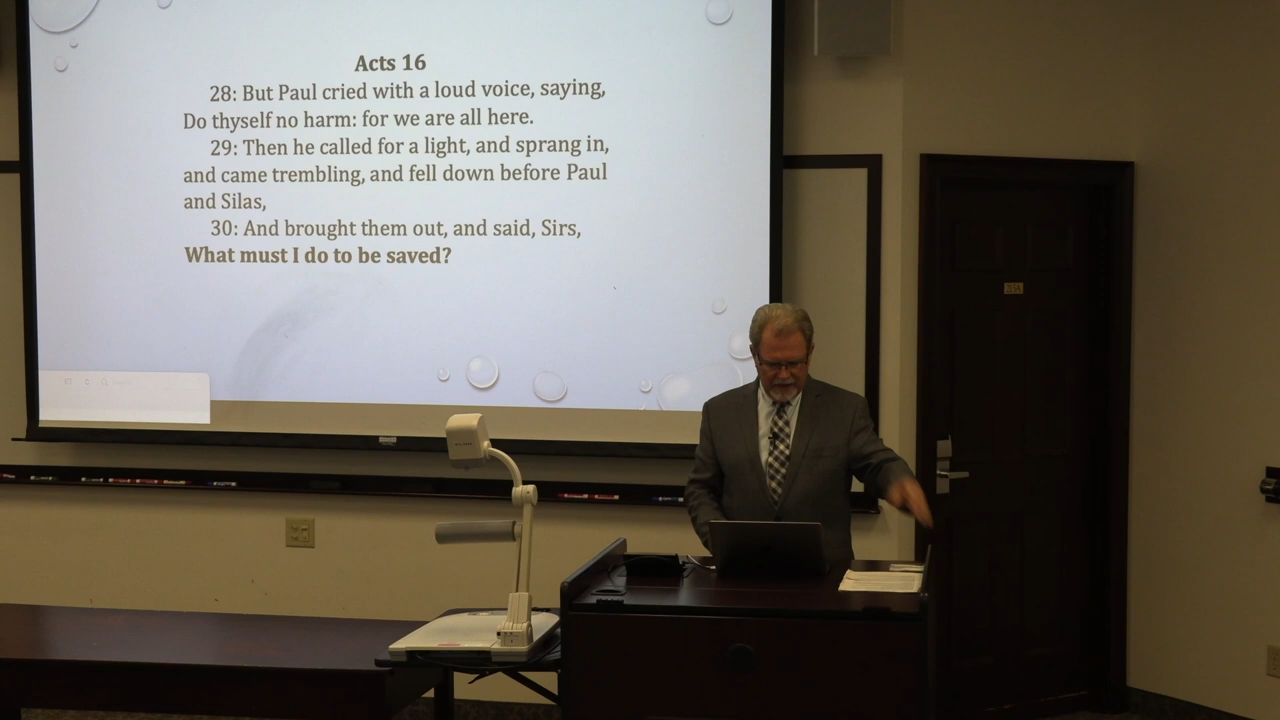 Acts 16
28: But Paul cried with a loud voice, saying,
Do thyself no harm: for we are all here.
29: Then he called for a light, and sprang in,
and came trembling, and fell down before Paul
and Silas,
30: And brought them out, and said, Sirs,
What must I do to be saved?